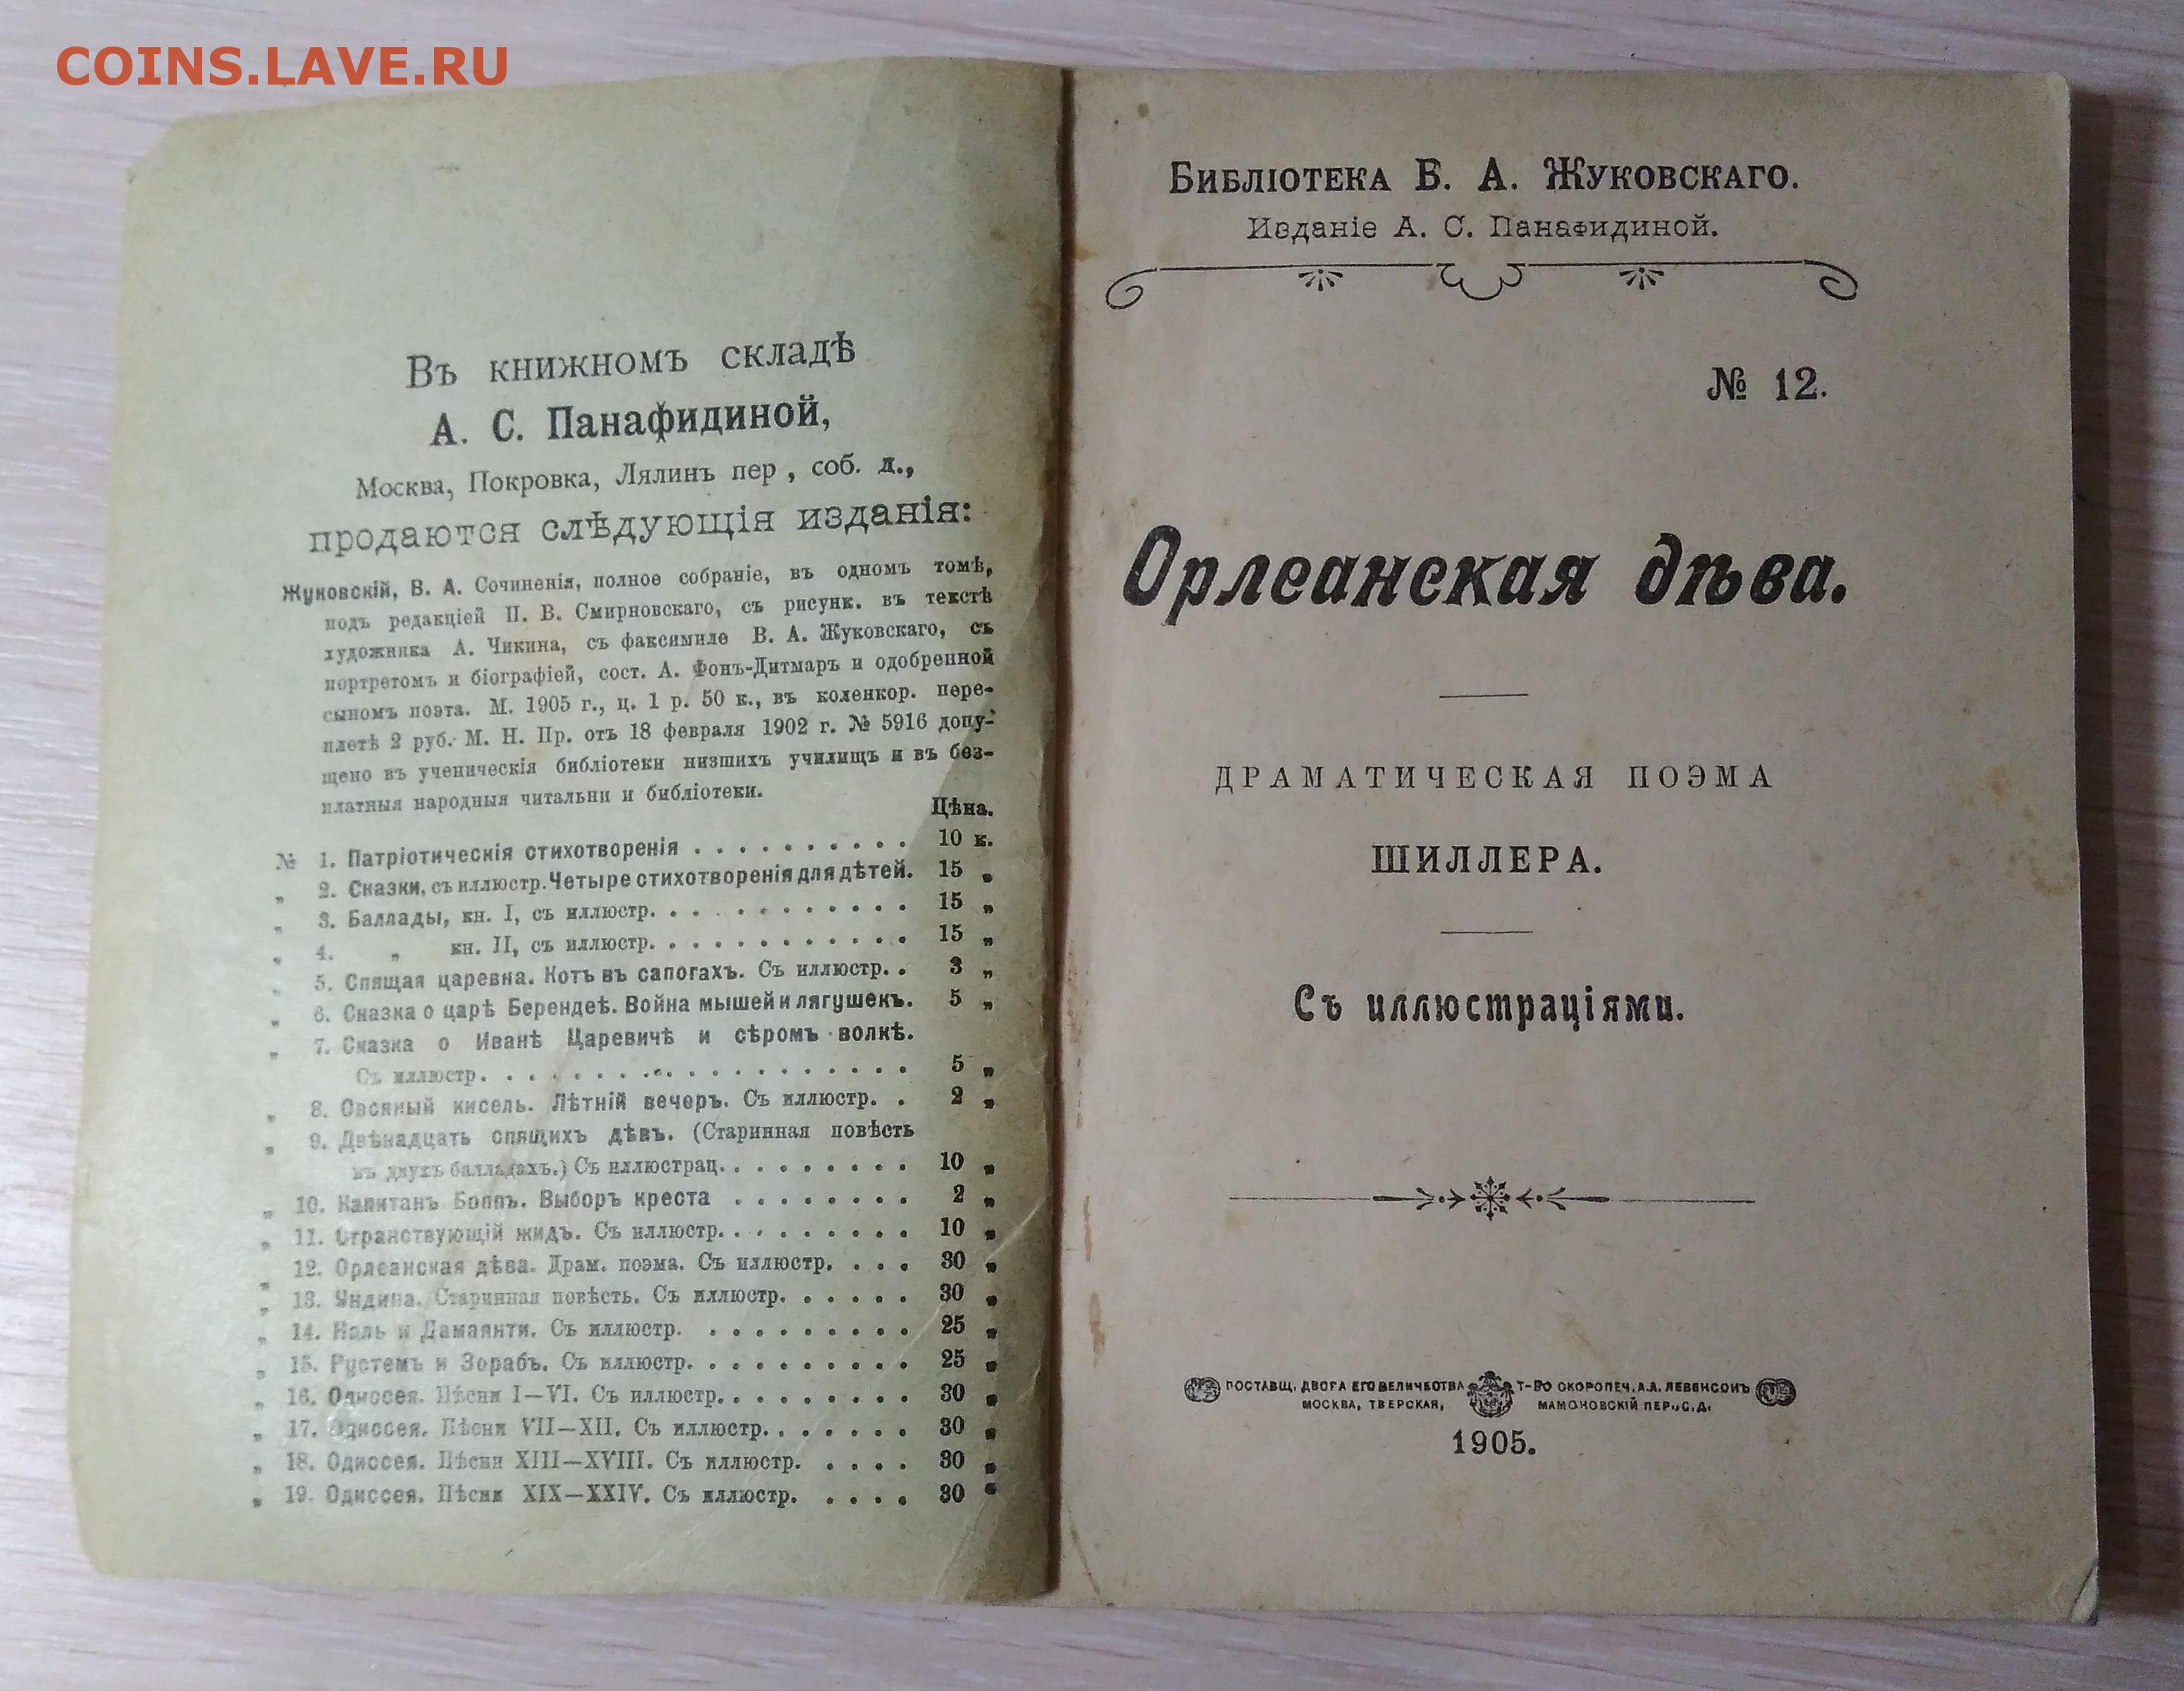 COINS.LAVE.RU
Въ книжномъ складѣ
А. С. Панафидиной,
Москва, Покровка, Лялинъ пер , соб. д.,
продаются слѣдующія изданія:
Жуковскій, В. А. Сочиненія, полное собраніе, въ одномъ томѣ,
подъ редакціей П. В. Смирновскаго, съ рисунк. въ текстѣ
художника А. Чикина, съ факсимиле В. А. Жуковскаго, съ
портретомъ и біографіей, сост. А. Фонъ-Дитмаръ и одобренной
сыномъ поэта. М. 1905 г., ц. 1 р. 50 к., въ коленкор. пере-
плетѣ 2 руб. М. Н. Пр. отъ 18 февраля 1902 г. № 5916 допу-
щено въ ученическія библіотеки низшихъ училищъ и въ без-
платныя народныя читальни и библіотеки.
Цѣна.
№ 1. Патріотическія стихотворенія . . . . . . . . . . 10 к.
„ 2. Сказки, съ иллюстр. Четыре стихотворенія для дѣтей. 15 „
„ 3. Баллады, кн. I, съ иллюстр. . . . . . . . . . . . 15 „
„ 4. „ кн. II, съ иллюстр. . . . . . . . . . . . 15 „
„ 5. Спящая царевна. Котъ въ сапогахъ. Съ иллюстр. . 3 „
„ 6. Сказка о царѣ Берендеѣ. Война мышей и лягушекъ. 5 „
„ 7. Сказка о Иванѣ Царевичѣ и сѣромъ волкѣ.
Съ иллюстр. . . . . . . . . . . . . . . . . . . 5 „
„ 8. Овсяный кисель. Лѣтній вечеръ. Съ иллюстр. . 2 „
„ 9. Двѣнадцать спящихъ дѣвъ. (Старинная повѣсть
въ двухъ балладахъ.) Съ иллюстрац. . . . . . . . . 10 „
„ 10. Капитанъ Боппъ. Выборъ креста . . . . . . . . 2 „
„ 11. Странствующій жидъ. Съ иллюстр. . . . . . . . . 10 „
„ 12. Орлеанская дѣва. Драм. поэма. Съ иллюстр. . . . 30 „
„ 13. Ундина. Старинная повѣсть. Съ иллюстр. . . . . . 30 „
„ 14. Наль и Дамаянти. Съ иллюстр. . . . . . . . . . 25 „
„ 15. Рустемъ и Зорабъ. Съ иллюстр. . . . . . . . . . 25 „
„ 16. Одиссея. Пѣсни I—VI. Съ иллюстр. . . . . . . . . 30 „
„ 17. Одиссея. Пѣсни VII—XII. Съ иллюстр. . . . . . . 30 „
„ 18. Одиссея. Пѣсни XIII—XVIII. Съ иллюстр. . . . . 30 „
„ 19. Одиссея. Пѣсни XIX—XXIV. Съ иллюстр. . . . . 30 „
Библіотека В. А. Жуковскаго.
Изданіе А. С. Панафидиной.
№ 12.
Орлеанская дѣва.
ДРАМАТИЧЕСКАЯ ПОЭМА
ШИЛЛЕРА.
Съ иллюстраціями.
ПОСТАВЩ. ДВОРА ЕГО ВЕЛИЧЕСТВА Т-ВО СКОРОПЕЧ. А.А. ЛЕВЕНСОНЪ
МОСКВА, ТВЕРСКАЯ, МАМОНОВСКІЙ ПЕР., С. Д.
1905.